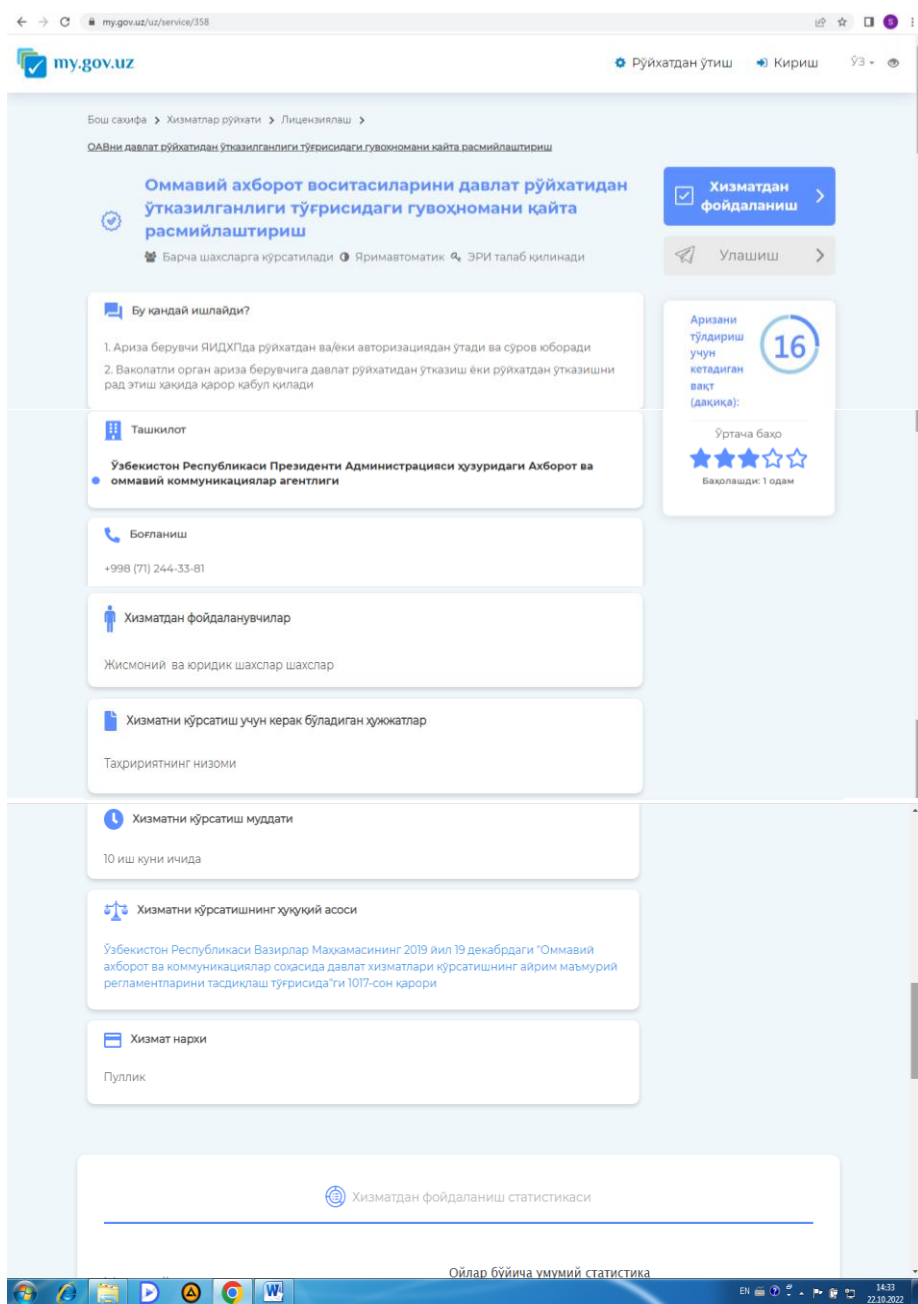 my.gov.uz/uz/service/358
S
my.gov.uz
Рўйхатдан ўтиш
Кириш
ЎЗ
Бош саҳифа > Хизматлар рўйхати > Лицензиялаш >
ОАВни давлат рўйхатидан ўтказилганлиги тўғрисидаги гувоҳномани қайта расмийлаштириш
Оммавий ахборот воситасиларини давлат рўйхатидан
ўтказилганлиги тўғрисидаги гувоҳномани қайта
расмийлаштириш
Барча шахсларга кўрсатилади Яримавтоматик ЭРИ талаб қилинади
Хизматдан
фойдаланиш
Улашиш
Бу қандай ишлайди?
1. Ариза берувчи ЯИДХПда рўйхатдан ва/ёки авторизациядан ўтади ва сўров юборади
2. Ваколатли орган ариза берувчига давлат рўйхатидан ўтказиш ёки рўйхатдан ўтказишни
рад этиш ҳақида қарор қабул қилади
Аризани
тўлдириш
учун
кетадиган
вақт
(дақиқа):
16
Ўртача баҳо
Баҳолашди: 1 одам
Ташкилот
Ўзбекистон Республикаси Президенти Администрацияси ҳузуридаги Ахборот ва
оммавий коммуникациялар агентлиги
Боғланиш
+998 (71) 244-33-81
Хизматдан фойдаланувчилар
Жисмоний ва юридик шахслар шахслар
Хизматни кўрсатиш учун керак бўладиган ҳужжатлар
Таҳририятнинг низоми
Хизматни кўрсатиш муддати
10 иш куни ичида
Хизматни кўрсатишнинг ҳуқуқий асоси
Ўзбекистон Республикаси Вазирлар Маҳкамасининг 2019 йил 19 декабрдаги "Оммавий
ахборот ва коммуникациялар соҳасида давлат хизматлари кўрсатишнинг айрим маъмурий
регламентларини тасдиқлаш тўғрисида"ги 1017-сон қарори
Хизмат нархи
Пуллик
Хизматдан фойдаланиш статистикаси
Ойлар бўйича умумий статистика
EN
14:33
22.10.2022